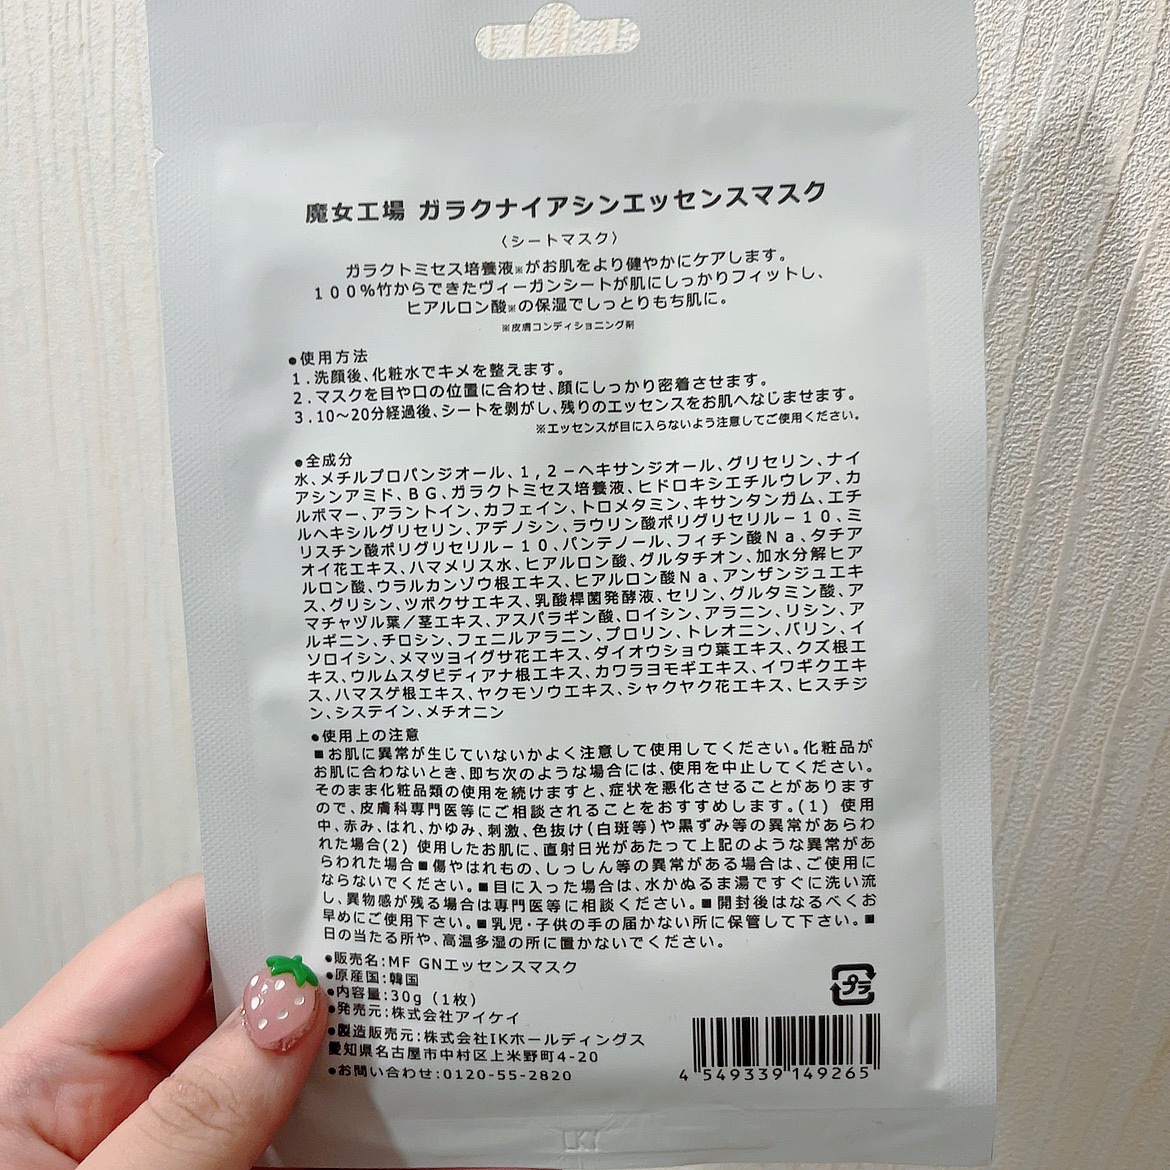 魔女工場 ガラクナイアシンエッセンスマスク
〈シートマスク〉
ガラクトミセス培養液※がお肌をより健やかにケアします。
100%竹からできたヴィーガンシートが肌にしっかりフィットし、
ヒアルロン酸※の保湿でしっとりもち肌に。
※皮膚コンディショニング剤
●使用方法
1.洗顔後、化粧水でキメを整えます。
2.マスクを目や口の位置に合わせ、顔にしっかり密着させます。
3.10～20分経過後、シートを剥がし、残りのエッセンスをお肌へなじませます。
※エッセンスが目に入らないよう注意してご使用ください。
●全成分
水、メチルプロパンジオール、1,2－ヘキサンジオール、グリセリン、ナイ
アシンアミド、BG、ガラクトミセス培養液、ヒドロキシエチルウレア、カ
ルボマー、アラントイン、カフェイン、トロメタミン、キサンタンガム、エチ
ルヘキシルグリセリン、アデノシン、ラウリン酸ポリグリセリル－10、ミ
リスチン酸ポリグリセリル－10、パンテノール、フィチン酸Na、タチア
オイ花エキス、ハマメリス水、ヒアルロン酸、グルタチオン、加水分解ヒア
ルロン酸、ウラルカンゾウ根エキス、ヒアルロン酸Na、アンザンジュエキ
ス、グリシン、ツボクサエキス、乳酸桿菌発酵液、セリン、グルタミン酸、ア
マチャヅル葉／茎エキス、アスパラギン酸、ロイシン、アラニン、リシン、ア
ルギニン、チロシン、フェニルアラニン、プロリン、トレオニン、バリン、イ
ソロイシン、メマツヨイグサ花エキス、ダイオウショウ葉エキス、クズ根エ
キス、ウルムスダビディアナ根エキス、カワラヨモギエキス、イワギクエキ
ス、ハマスゲ根エキス、ヤクモソウエキス、シャクヤク花エキス、ヒスチジ
ン、システイン、メチオニン
●使用上の注意
■お肌に異常が生じていないかよく注意して使用してください。化粧品が
お肌に合わないとき、即ち次のような場合には、使用を中止してください。
そのまま化粧品類の使用を続けますと、症状を悪化させることがあります
ので、皮膚科専門医等にご相談されることをおすすめします。(1) 使用
中、赤み、はれ、かゆみ、刺激、色抜け(白斑等)や黒ずみ等の異常があらわ
れた場合(2) 使用したお肌に、直射日光があたって上記のような異常があ
らわれた場合■傷やはれもの、しっしん等の異常がある場合は、ご使用に
ならないでください。■目に入った場合は、水かぬるま湯ですぐに洗い流
し、異物感が残る場合は専門医等に相談ください。■開封後はなるべくお
早めにご使用下さい。■乳児・子供の手の届かない所に保管して下さい。■
日の当たる所や、高温多湿の所に置かないでください。
●販売名:MF GNエッセンスマスク
●原産国:韓国
●内容量:30g (1枚)
●発売元:株式会社アイケイ
●製造販売元:株式会社IKホールディングス
愛知県名古屋市中村区上米野町4-20
●お問い合わせ:0120-55-2820
プラ
4 549339 149265
LKT